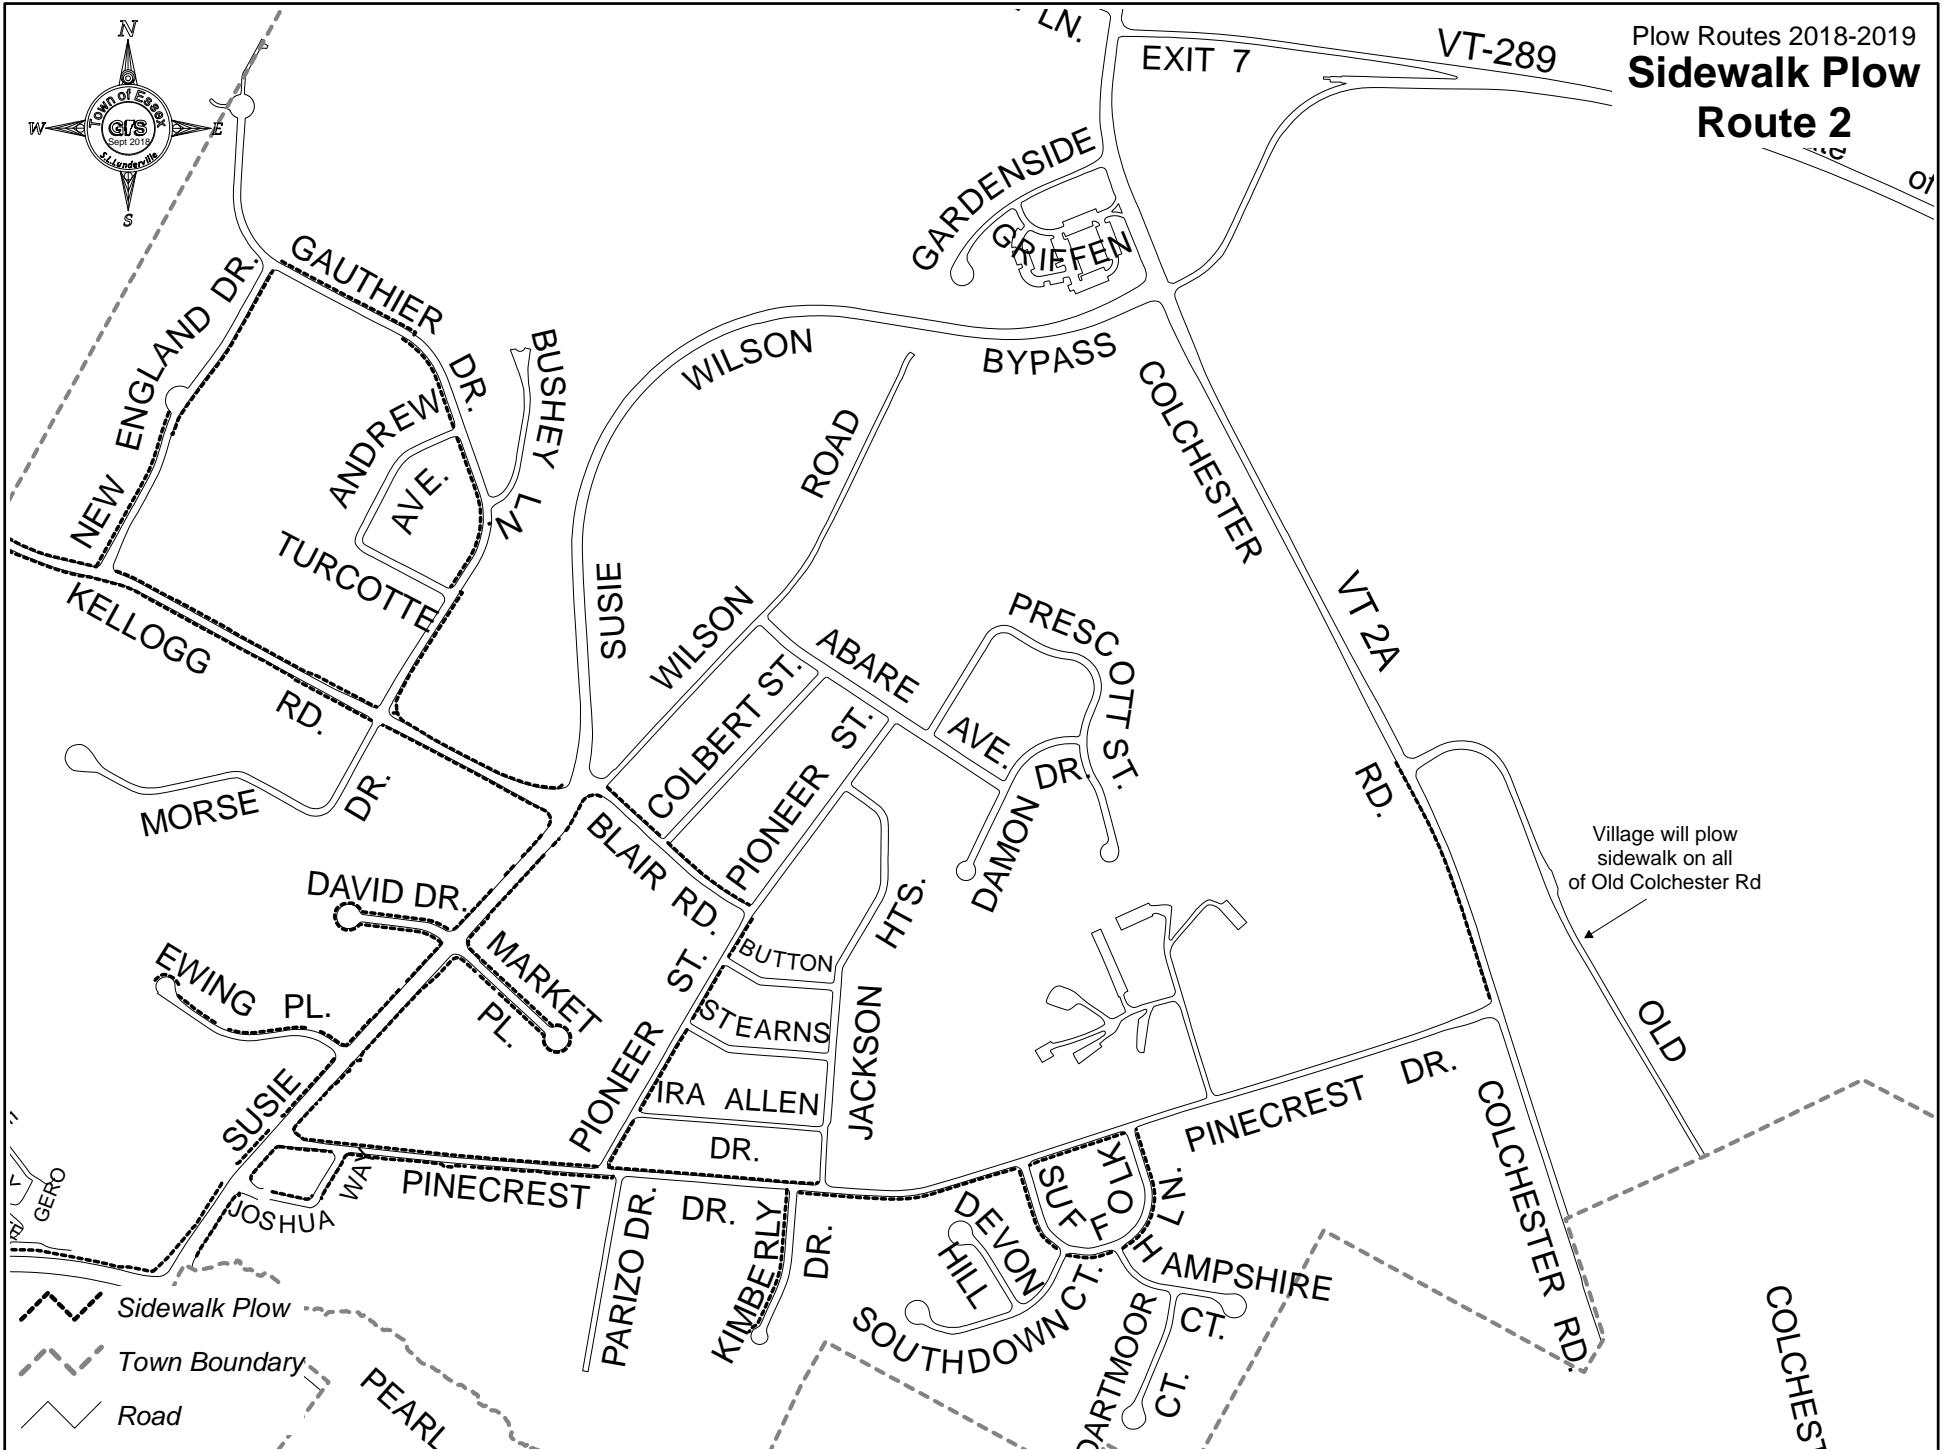 Plow Routes 2018-2019
Sidewalk Plow
Route 2
N
W
E
S
Town of Essex
GIS
Sept 2018
S.L.Lunderville
LN.
EXIT 7
VT-289
of
GARDENSIDE
GRIFFEN
GAUTHIER DR.
NEW ENGLAND DR.
BUSHEY LN.
ANDREW AVE.
TURCOTTE
WILSON
BYPASS
SUSIE
WILSON ROAD
COLCHESTER
VT 2A
RD.
KELLOGG RD.
MORSE DR.
COLBERT ST.
ABARE AVE.
PRESCOTT ST.
PIONEER ST.
DAMON DR.
BLAIR RD.
DAVID DR.
MARKET PL.
EWING PL.
BUTTON
HTS.
STEARNS
JACKSON
IRA ALLEN
DR.
PIONEER ST.
SUSIE
Village will plow
sidewalk on all
of Old Colchester Rd
OLD
PINECREST DR.
COLCHESTER RD.
GERO
JOSHUA WAY
PINECREST DR.
PARIZO DR.
KIMBERLY DR.
SUFFOLK LN.
DEVON
HILL
SOUTHDOWN CT.
HAMPSHIRE CT.
DARTMOOR CT.
Sidewalk Plow
Town Boundary
Road
PEARL
COLCHEST